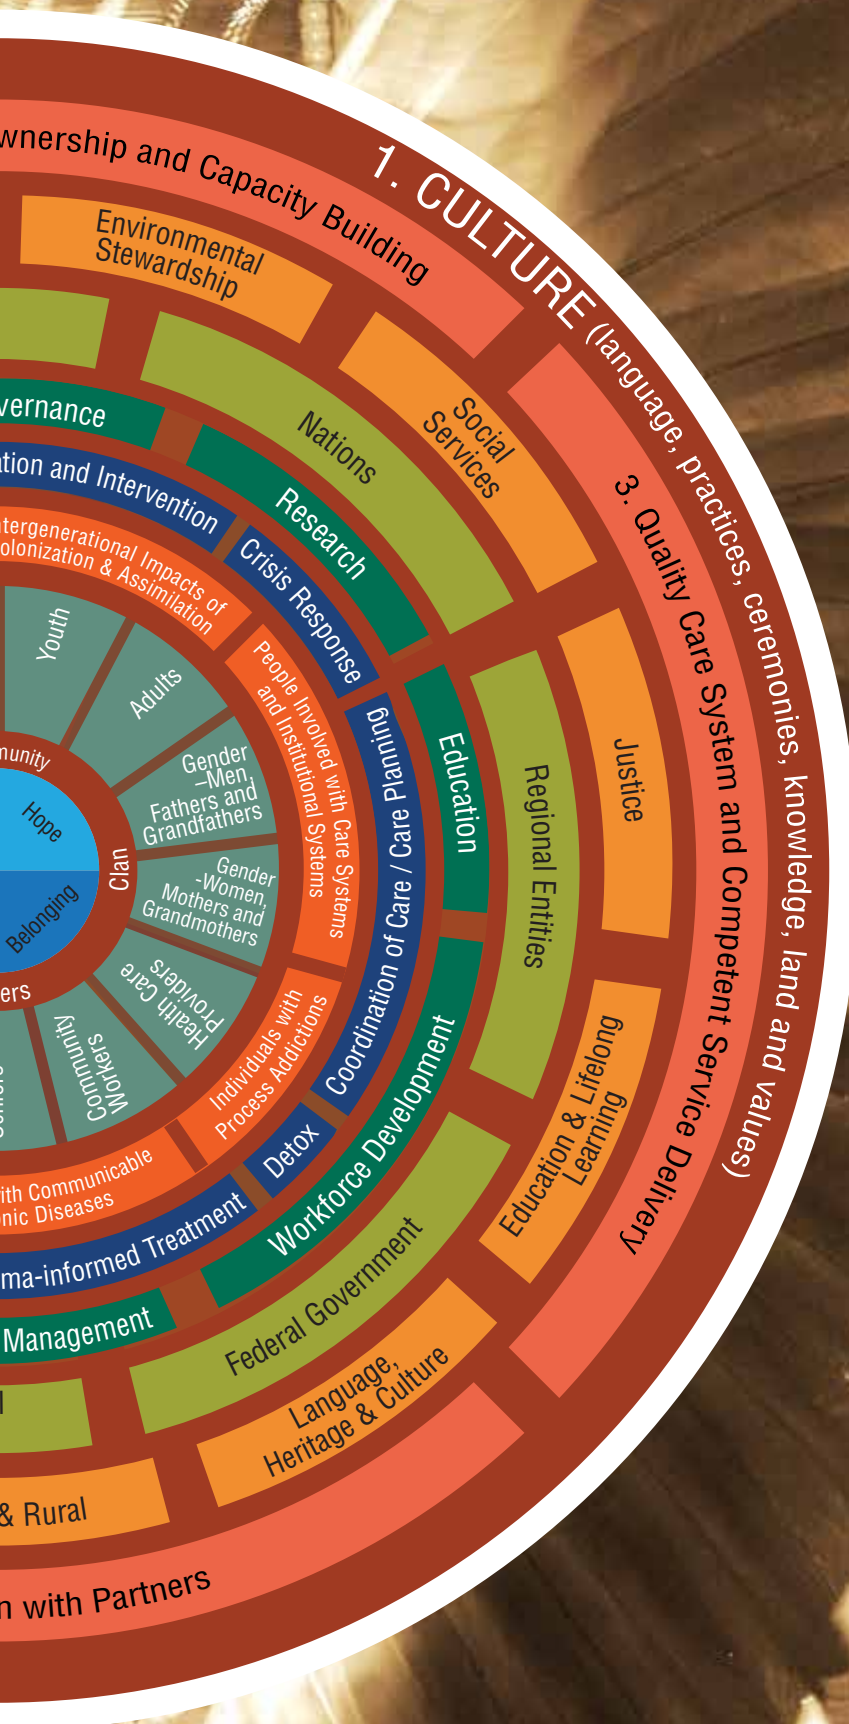 1. CULTURE (language, practices, ceremonies, knowledge, land and values)
wnership and Capacity Building
3. Quality Care System and Competent Service Delivery
n with Partners
Environmental
Stewardship
Social
Services
Justice
Education & Lifelong
Learning
Language,
Heritage & Culture
& Rural
Nations
Regional Entities
Federal Government
vernance
Research
Education
Workforce Development
Management
ation and Intervention
Crisis Response
Coordination of Care / Care Planning
Detox
ma-informed Treatment
ntergenerational Impacts of
olonization & Assimilation
People Involved with Care Systems
and Institutional Systems
Individuals with
Process Addictions
ith Communicable
nic Diseases
Youth
Adults
Gender
–Men,
Fathers and
Grandfathers
Gender
-Women,
Mothers and
Grandmothers
Health Care
Providers
Community
Workers
munity
Clan
ers
Hope
Belonging